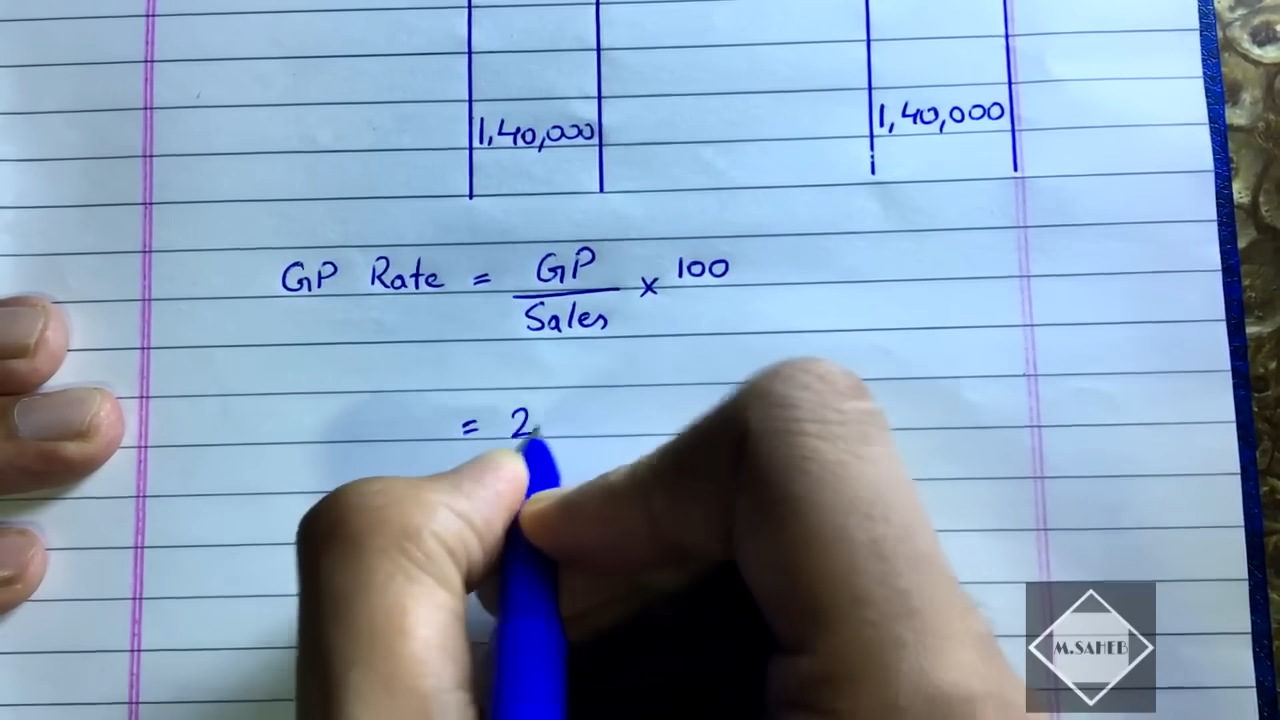 1,40,000 1,40,000
GP Rate = GP / Sales × 100
= 2
M.SAHEB